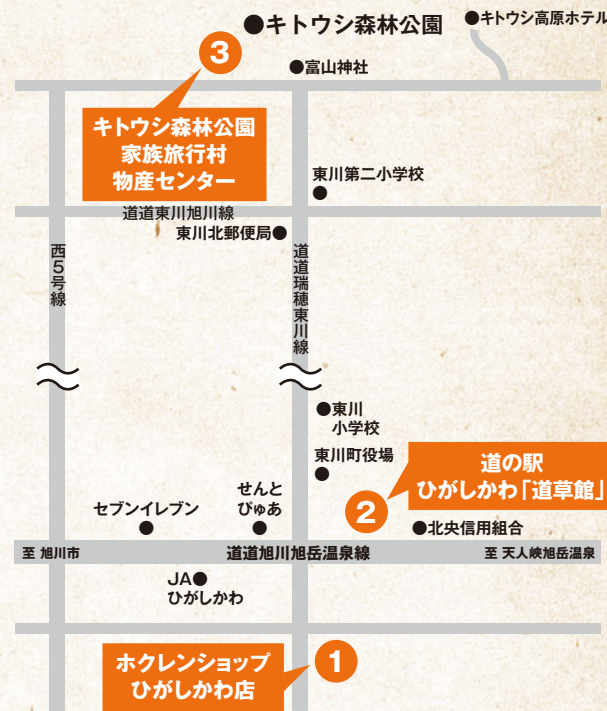 ●キトウシ森林公園
●キトウシ高原ホテル
3
●富山神社
キトウシ森林公園
家族旅行村
物産センター
東川第二小学校
●
道道東川旭川線
東川北郵便局●
西5号線
道道瑞穂東川線
●東川
小学校
東川町役場
●
道の駅
ひがしかわ「道草館」
2
せんと
ぴゅあ
●
セブンイレブン
●
●北央信用組合
至 旭川市
道道旭川旭岳温泉線
至 天人峡旭岳温泉
JA●
ひがしかわ
ホクレンショップ
ひがしかわ店
1